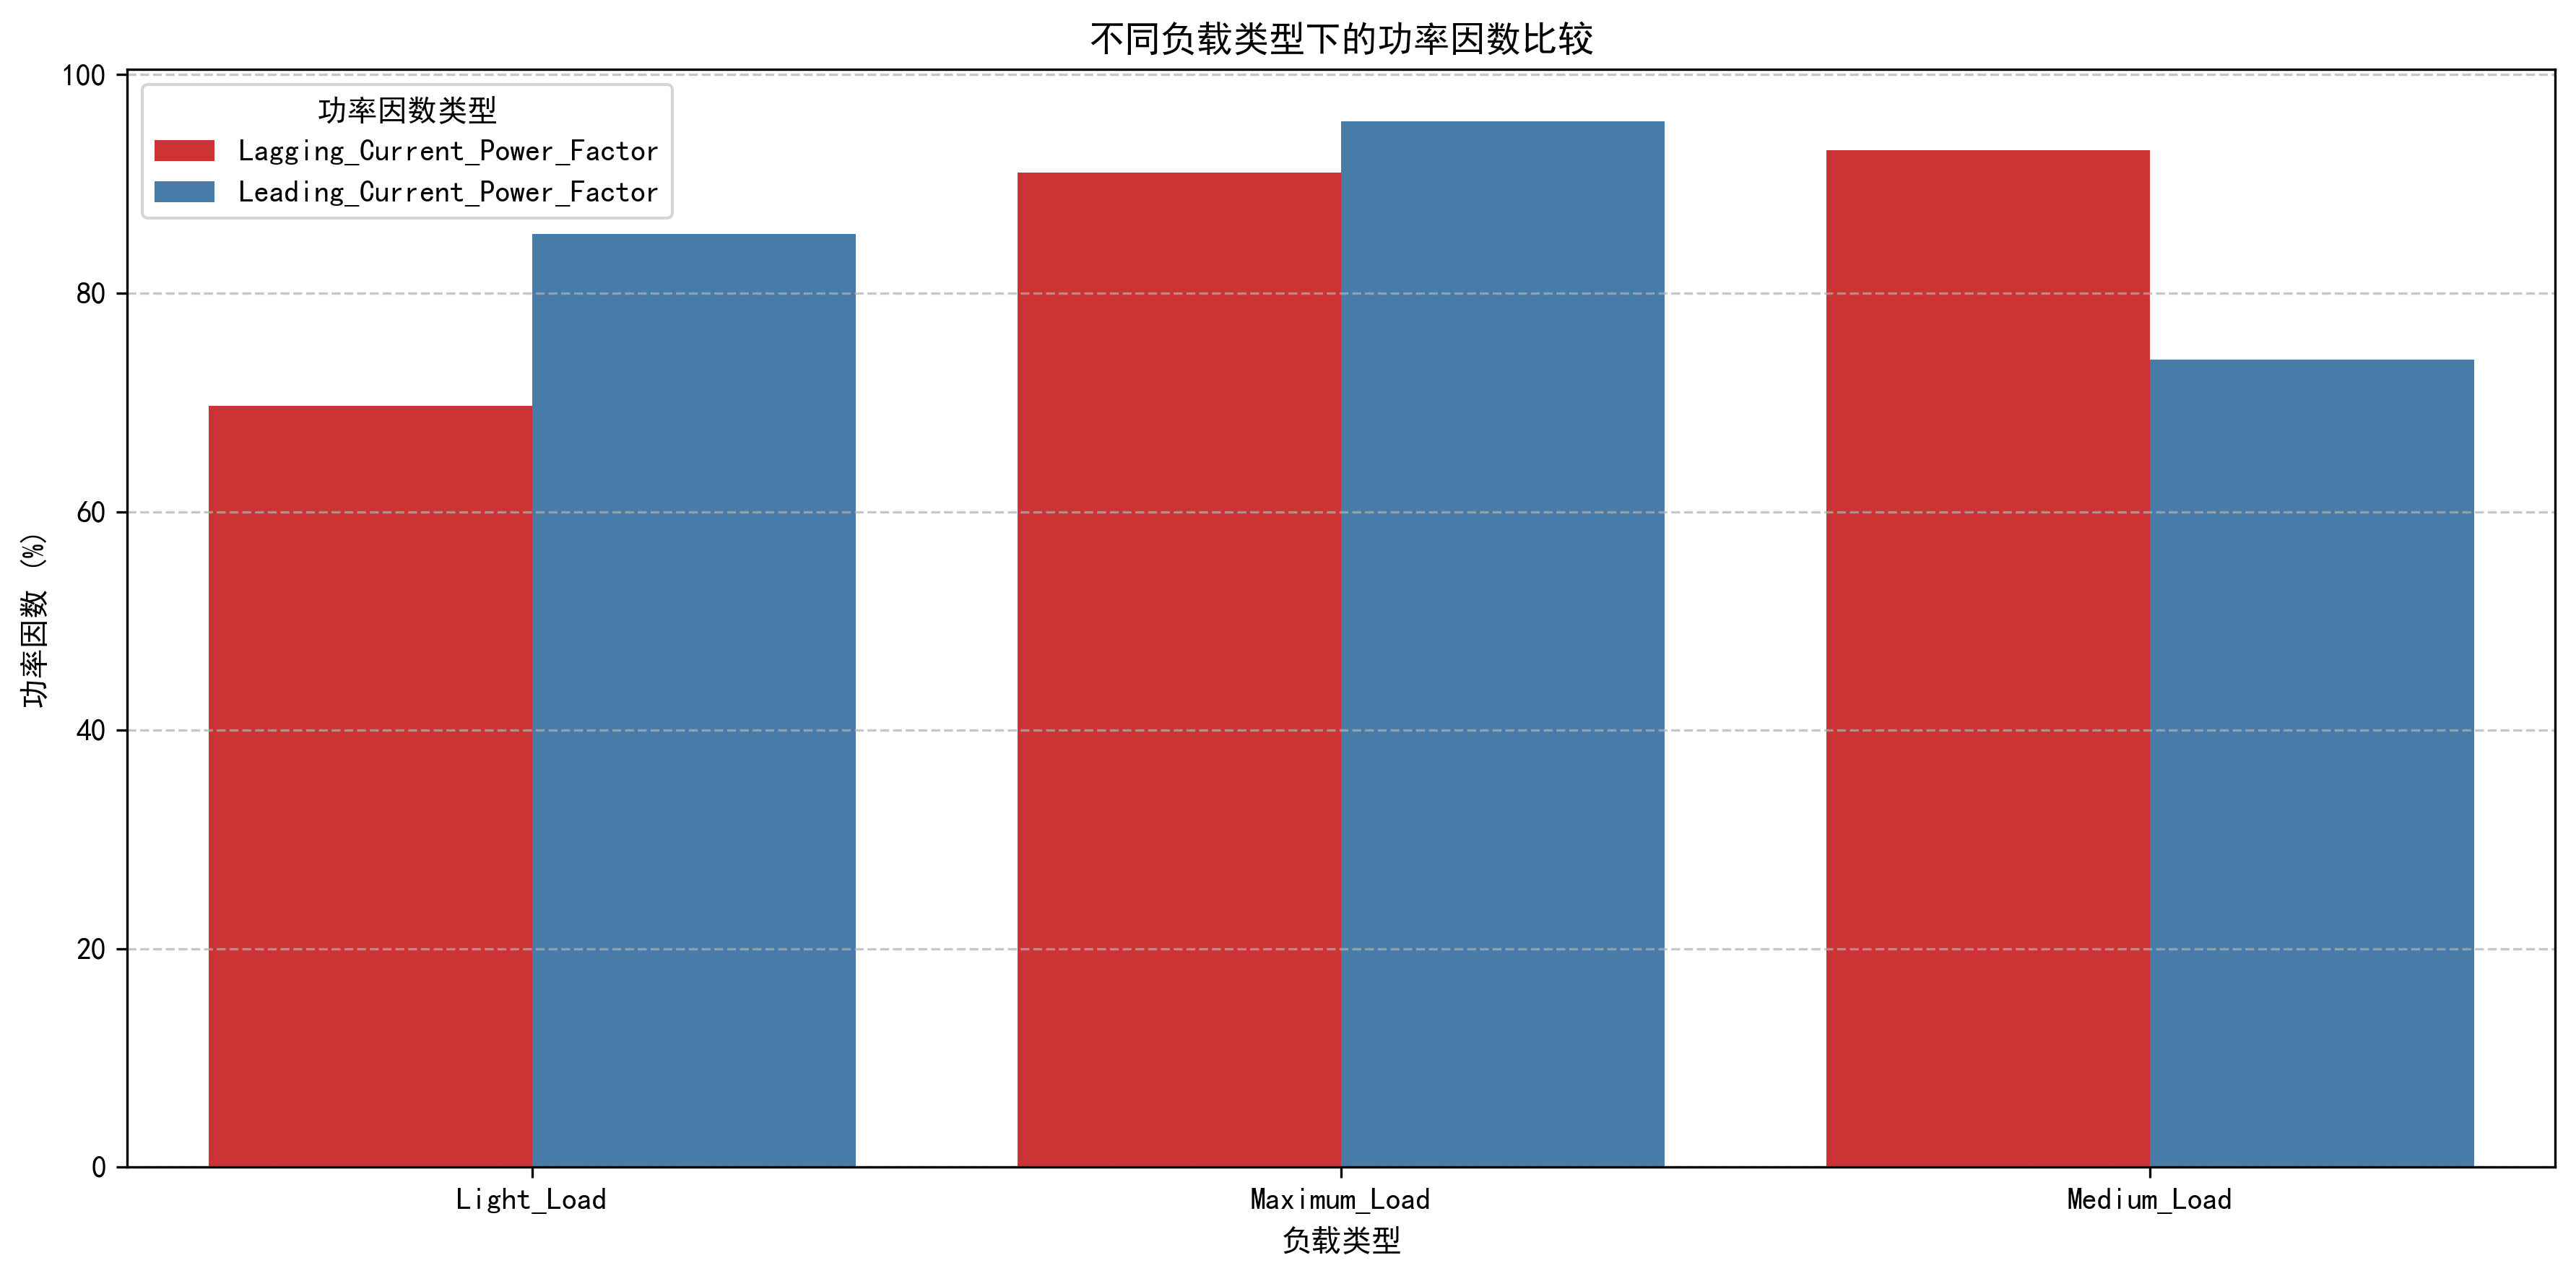 不同负载类型下的功率因数比较
功率因数类型
Lagging_Current_Power_Factor
Leading_Current_Power_Factor
功率因数 (%)
100
80
60
40
20
0
Light_Load
Maximum_Load
Medium_Load
负载类型